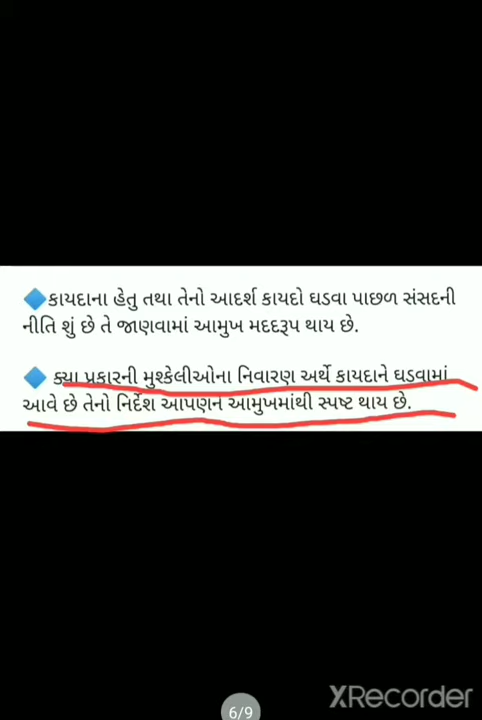 🔷કાયદાના હેતુ તથા તેનો આદર્શ કાયદો ઘડવા પાછળ સંસદની
નીતિ શું છે તે જાણવામાં આમુખ મદદરૂપ થાય છે.
🔷 ક્યા પ્રકારની મુશ્કેલીઓના નિવારણ અર્થે કાયદાને ઘડવામાં
આવે છે તેનો નિર્દેશ આપણને આમુખમાંથી સ્પષ્ટ થાય છે.
6/9
XRecorder